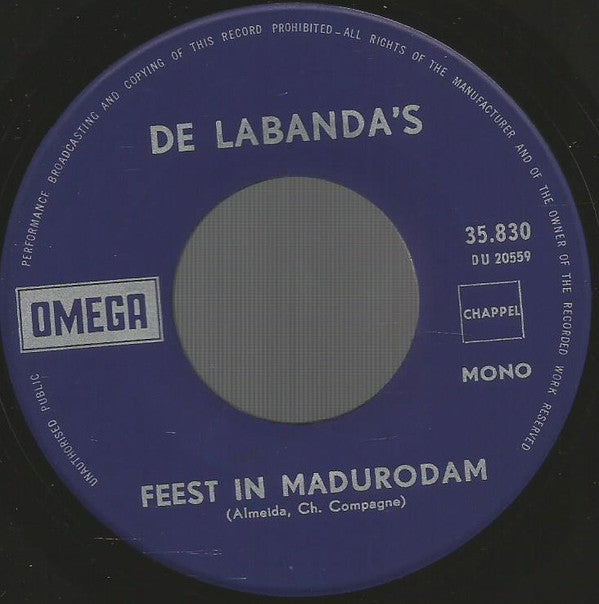 UNAUTHORISED PUBLIC PERFORMANCE BROADCASTING AND COPYING OF THIS RECORD PROHIBITED – ALL RIGHTS OF THE MANUFACTURER AND OF THE OWNER OF THE RECORDED WORK RESERVED
DE LABANDA'S
35.830
DU 20559
OMEGA
CHAPPEL
MONO
FEEST IN MADURODAM
(Almeida, Ch. Compagne)